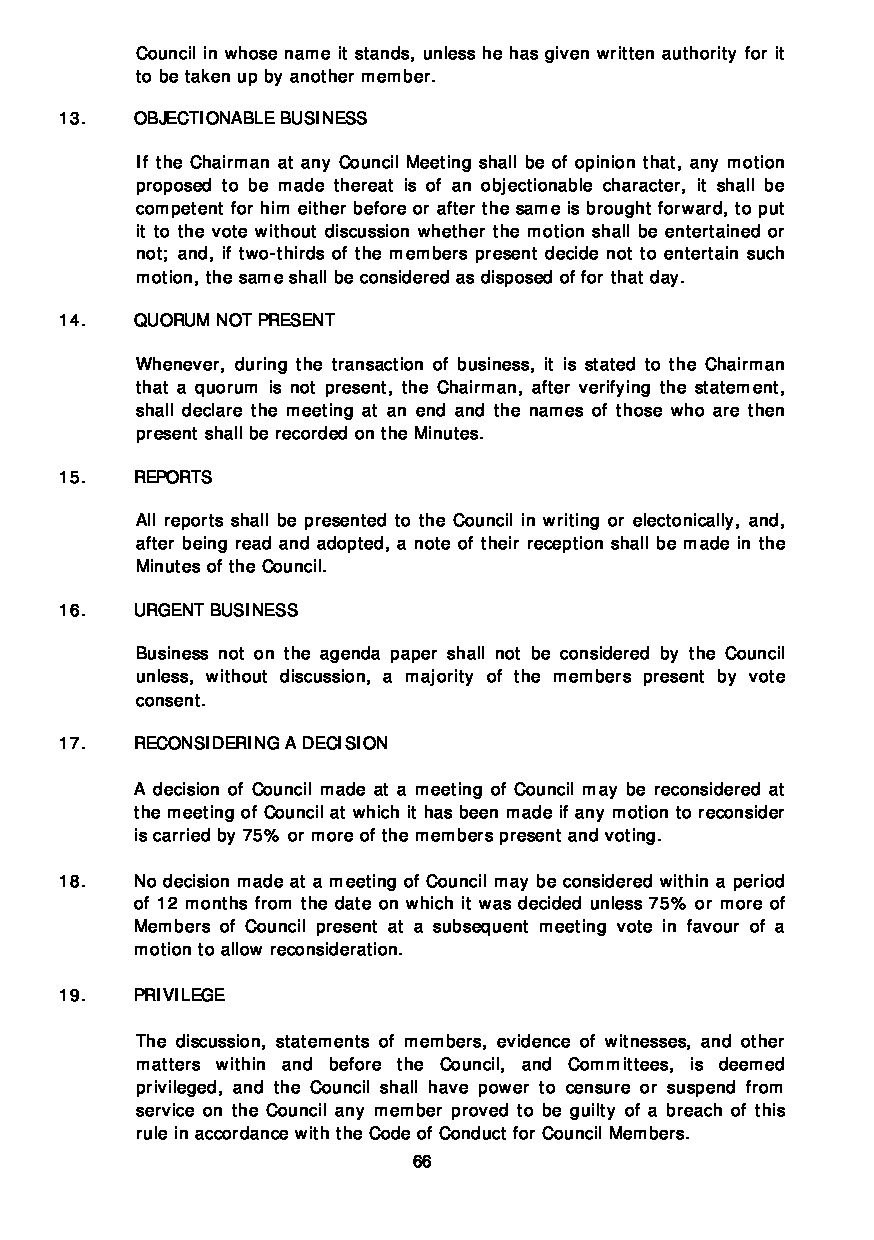 Council in whose name it stands, unless he has given written authority for it
to be taken up by another member.
13. OBJECTIONABLE BUSINESS
If the Chairman at any Council Meeting shall be of opinion that, any motion
proposed to be made thereat is of an objectionable character, it shall be
competent for him either before or after the same is brought forward, to put
it to the vote without discussion whether the motion shall be entertained or
not; and, if two-thirds of the members present decide not to entertain such
motion, the same shall be considered as disposed of for that day.
14. QUORUM NOT PRESENT
Whenever, during the transaction of business, it is stated to the Chairman
that a quorum is not present, the Chairman, after verifying the statement,
shall declare the meeting at an end and the names of those who are then
present shall be recorded on the Minutes.
15. REPORTS
All reports shall be presented to the Council in writing or electonically, and,
after being read and adopted, a note of their reception shall be made in the
Minutes of the Council.
16. URGENT BUSINESS
Business not on the agenda paper shall not be considered by the Council
unless, without discussion, a majority of the members present by vote
consent.
17. RECONSIDERING A DECISION
A decision of Council made at a meeting of Council may be reconsidered at
the meeting of Council at which it has been made if any motion to reconsider
is carried by 75% or more of the members present and voting.
18. No decision made at a meeting of Council may be considered within a period
of 12 months from the date on which it was decided unless 75% or more of
Members of Council present at a subsequent meeting vote in favour of a
motion to allow reconsideration.
19. PRIVILEGE
The discussion, statements of members, evidence of witnesses, and other
matters within and before the Council, and Committees, is deemed
privileged, and the Council shall have power to censure or suspend from
service on the Council any member proved to be guilty of a breach of this
rule in accordance with the Code of Conduct for Council Members.
66